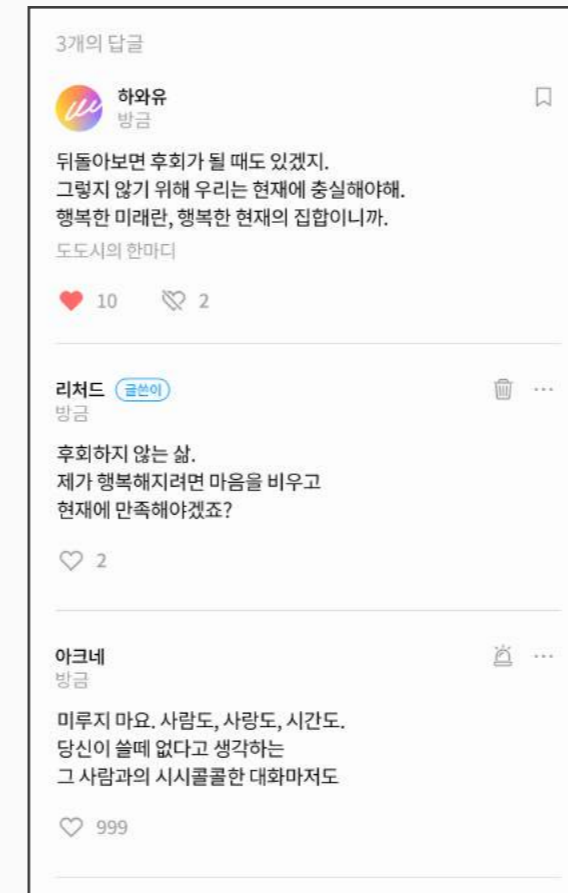 3개의 답글
하와유
방금
뒤돌아보면 후회가 될 때도 있겠지.
그렇지 않기 위해 우리는 현재에 충실해야해.
행복한 미래란, 행복한 현재의 집합이니까.
도도시의 한마디
10 2
리처드 글쓴이
방금
후회하지 않는 삶.
제가 행복해지려면 마음을 비우고
현재에 만족해야겠죠?
2
아크네
방금
미루지 마요. 사람도, 사랑도, 시간도.
당신이 쓸떼 없다고 생각하는
그 사람과의 시시콜콜한 대화마저도
999